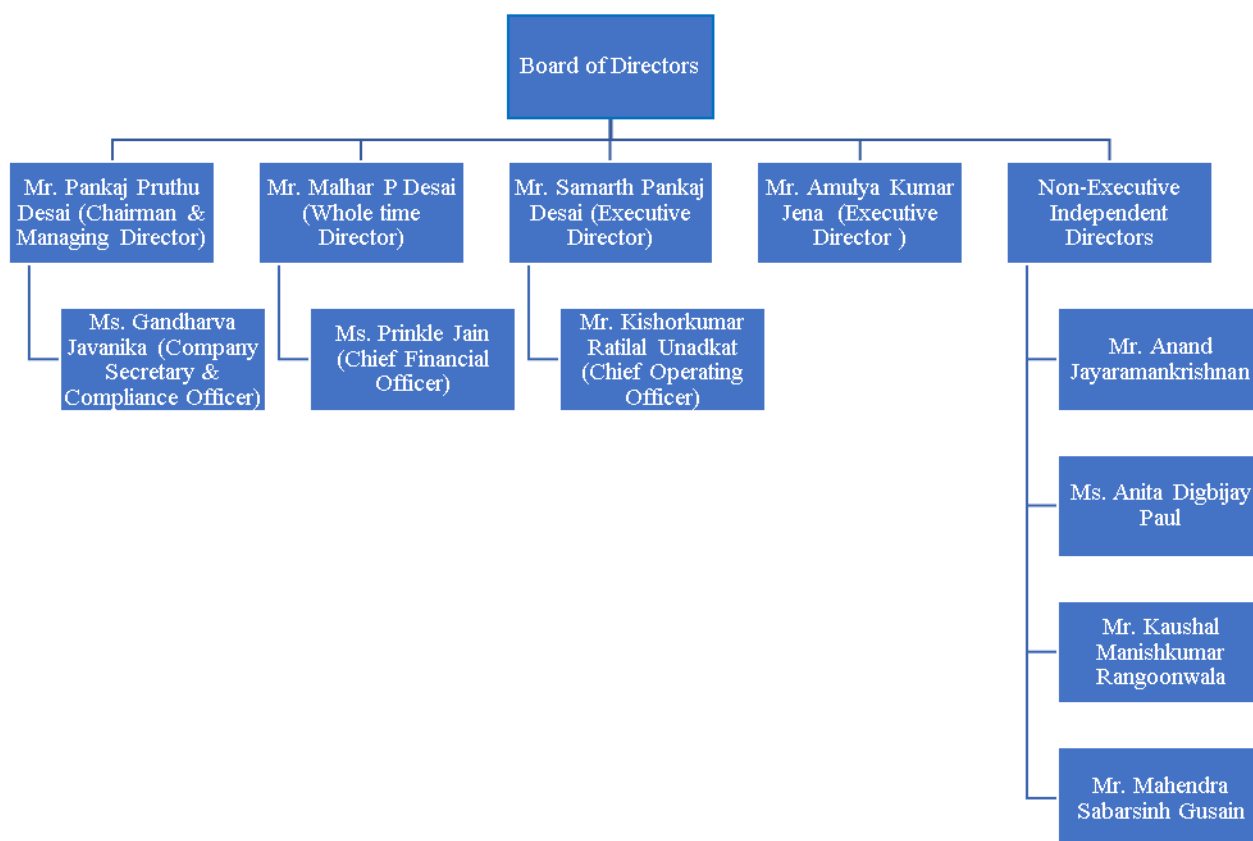 Board of Directors
Mr. Pankaj Pruthu
Desai (Chairman &
Managing Director)
Mr. Malhar P Desai
(Whole time
Director)
Mr. Samarth Pankaj
Desai (Executive
Director)
Mr. Amulya Kumar
Jena (Executive
Director )
Non-Executive
Independent
Directors
Ms. Gandharva
Javanika (Company
Secretary &
Compliance Officer)
Ms. Prinkle Jain
(Chief Financial
Officer)
Mr. Kishorkumar
Ratilal Unadkat
(Chief Operating
Officer)
Mr. Anand
Jayaramankrishnan
Ms. Anita Digbijay
Paul
Mr. Kaushal
Manishkumar
Rangoonwala
Mr. Mahendra
Sabarsinh Gusain